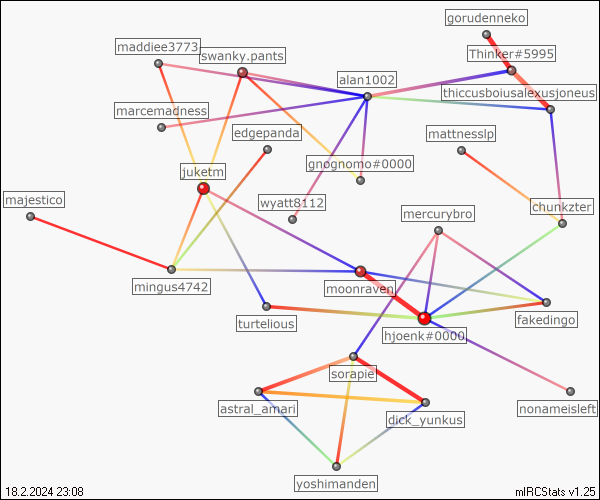 gorudenneko
maddiee3773
swanky.pants
Thinker#5995
alan1002
thiccusboiusalexusjoneus
marcemadness
edgepanda
mattnesslp
gnognomo#0000
juketm
majestico
wyatt8112
mercurybro
chunkzter
mingus4742
moonraven
turtelious
hjoenk#0000
fakedingo
sorapie
astral_amari
dick_yunkus
nonameisleft
yoshimanden
18.2.2024 23:08
mIRCStats v1.25